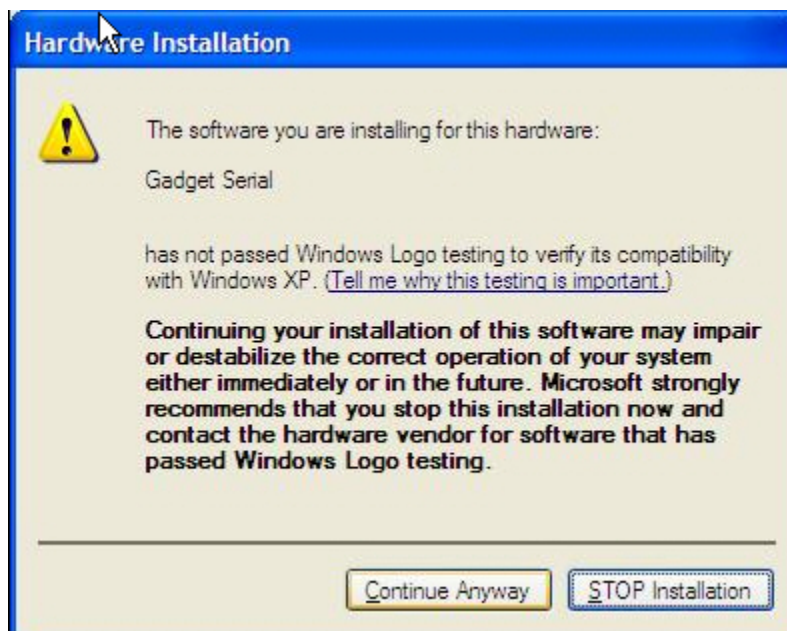 Hardware Installation
The software you are installing for this hardware:
Gadget Serial
has not passed Windows Logo testing to verify its compatibility
with Windows XP. (Tell me why this testing is important.)
Continuing your installation of this software may impair
or destabilize the correct operation of your system
either immediately or in the future. Microsoft strongly
recommends that you stop this installation now and
contact the hardware vendor for software that has
passed Windows Logo testing.
Continue Anyway
STOP Installation